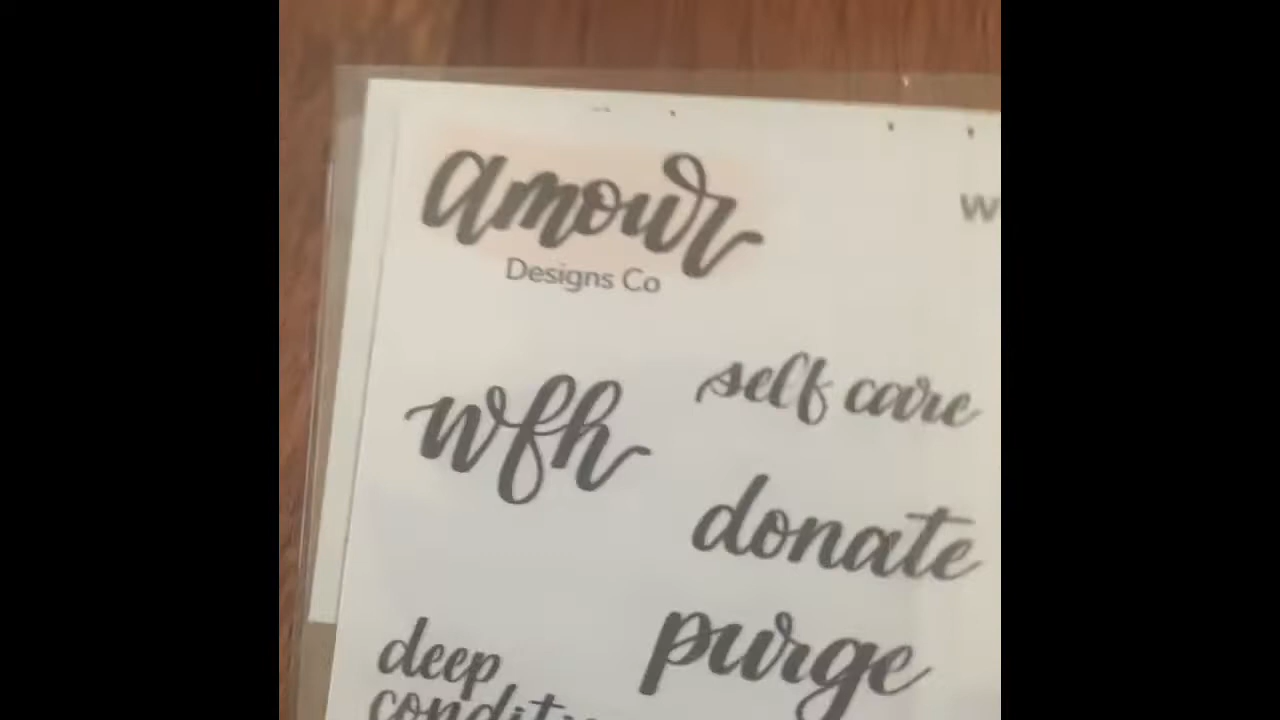 amour
Designs Co
wfh
self care
donate
purge
deep